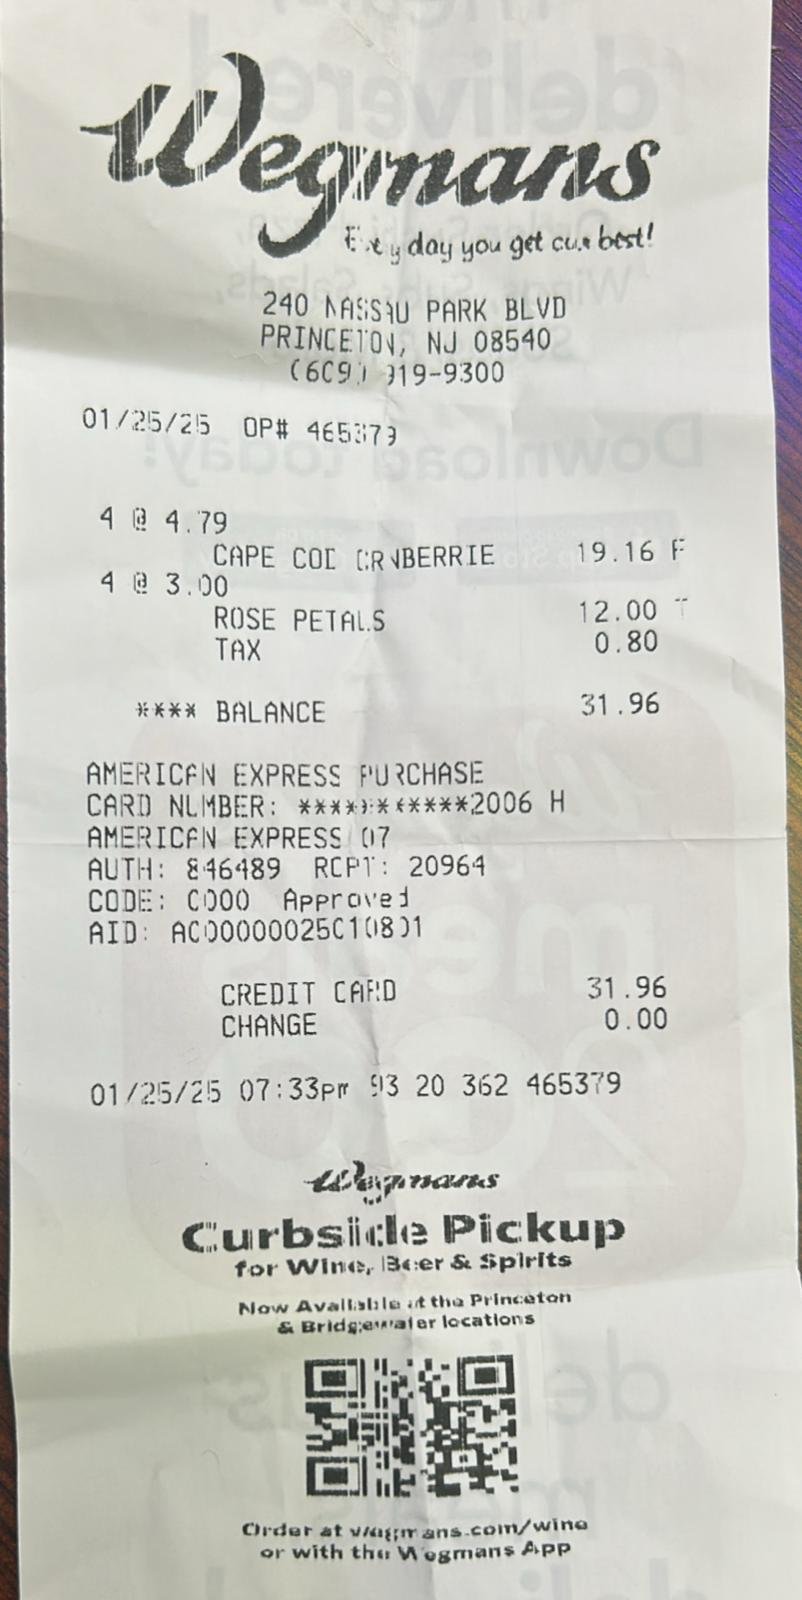 Wegmans
Every day you get our best!
240 NASSAU PARK BLVD
PRINCETON, NJ 08540
(609) 919-9300
01/25/25 OP# 465379
4 @ 4.79
CAPE COD CRNBERRIE 19.16 F
4 @ 3.00
ROSE PETALS 12.00 T
TAX 0.80
**** BALANCE 31.96
AMERICAN EXPRESS PURCHASE
CARD NUMBER: ************2006 H
AMERICAN EXPRESS 07
AUTH: 846489 RCPT: 20964
CODE: C000 Approved
AID: A000000025010801
CREDIT CARD 31.96
CHANGE 0.00
01/25/25 07:33pm 93 20 362 465379
Wegmans
Curbside Pickup
for Wine, Beer & Spirits
Now Available at the Princeton
& Bridgewater locations
Order at wegmans.com/wine
or with the Wegmans App